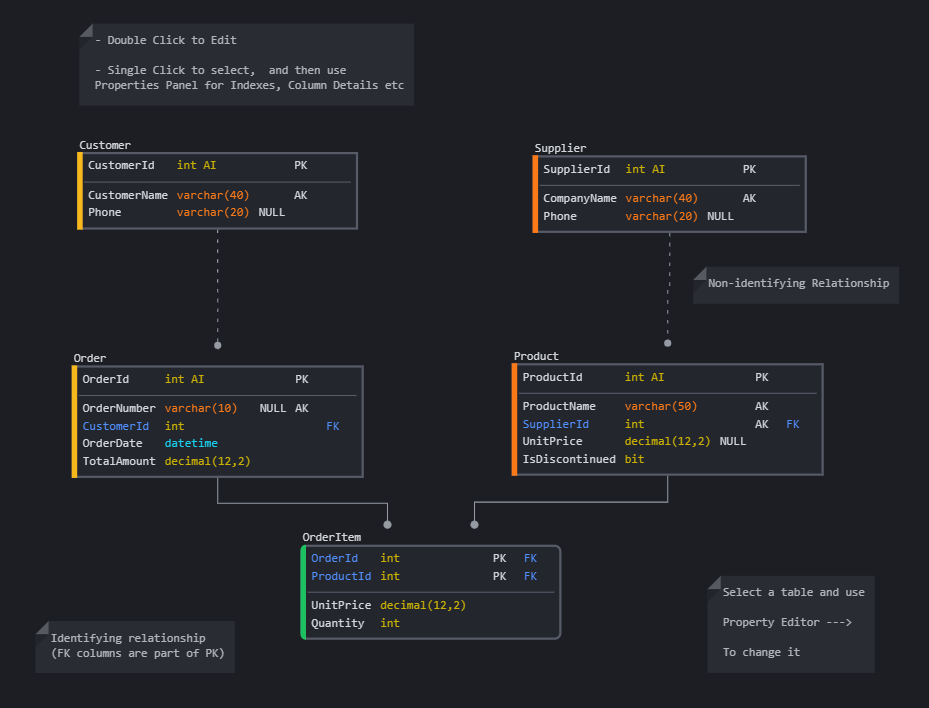 - Double Click to Edit
- Single Click to select,  and then use
Properties Panel for Indexes, Column Details etc
Customer
CustomerId int AI PK
CustomerName varchar(40) AK
Phone varchar(20) NULL
Supplier
SupplierId int AI PK
CompanyName varchar(40) AK
Phone varchar(20) NULL
Non-identifying Relationship
Order
OrderId int AI PK
OrderNumber varchar(10) NULL AK
CustomerId int FK
OrderDate datetime
TotalAmount decimal(12,2)
Product
ProductId int AI PK
ProductName varchar(50) AK
SupplierId int AK FK
UnitPrice decimal(12,2) NULL
IsDiscontinued bit
OrderItem
OrderId int PK FK
ProductId int PK FK
UnitPrice decimal(12,2)
Quantity int
Identifying relationship
(FK columns are part of PK)
Select a table and use
Property Editor --->
To change it